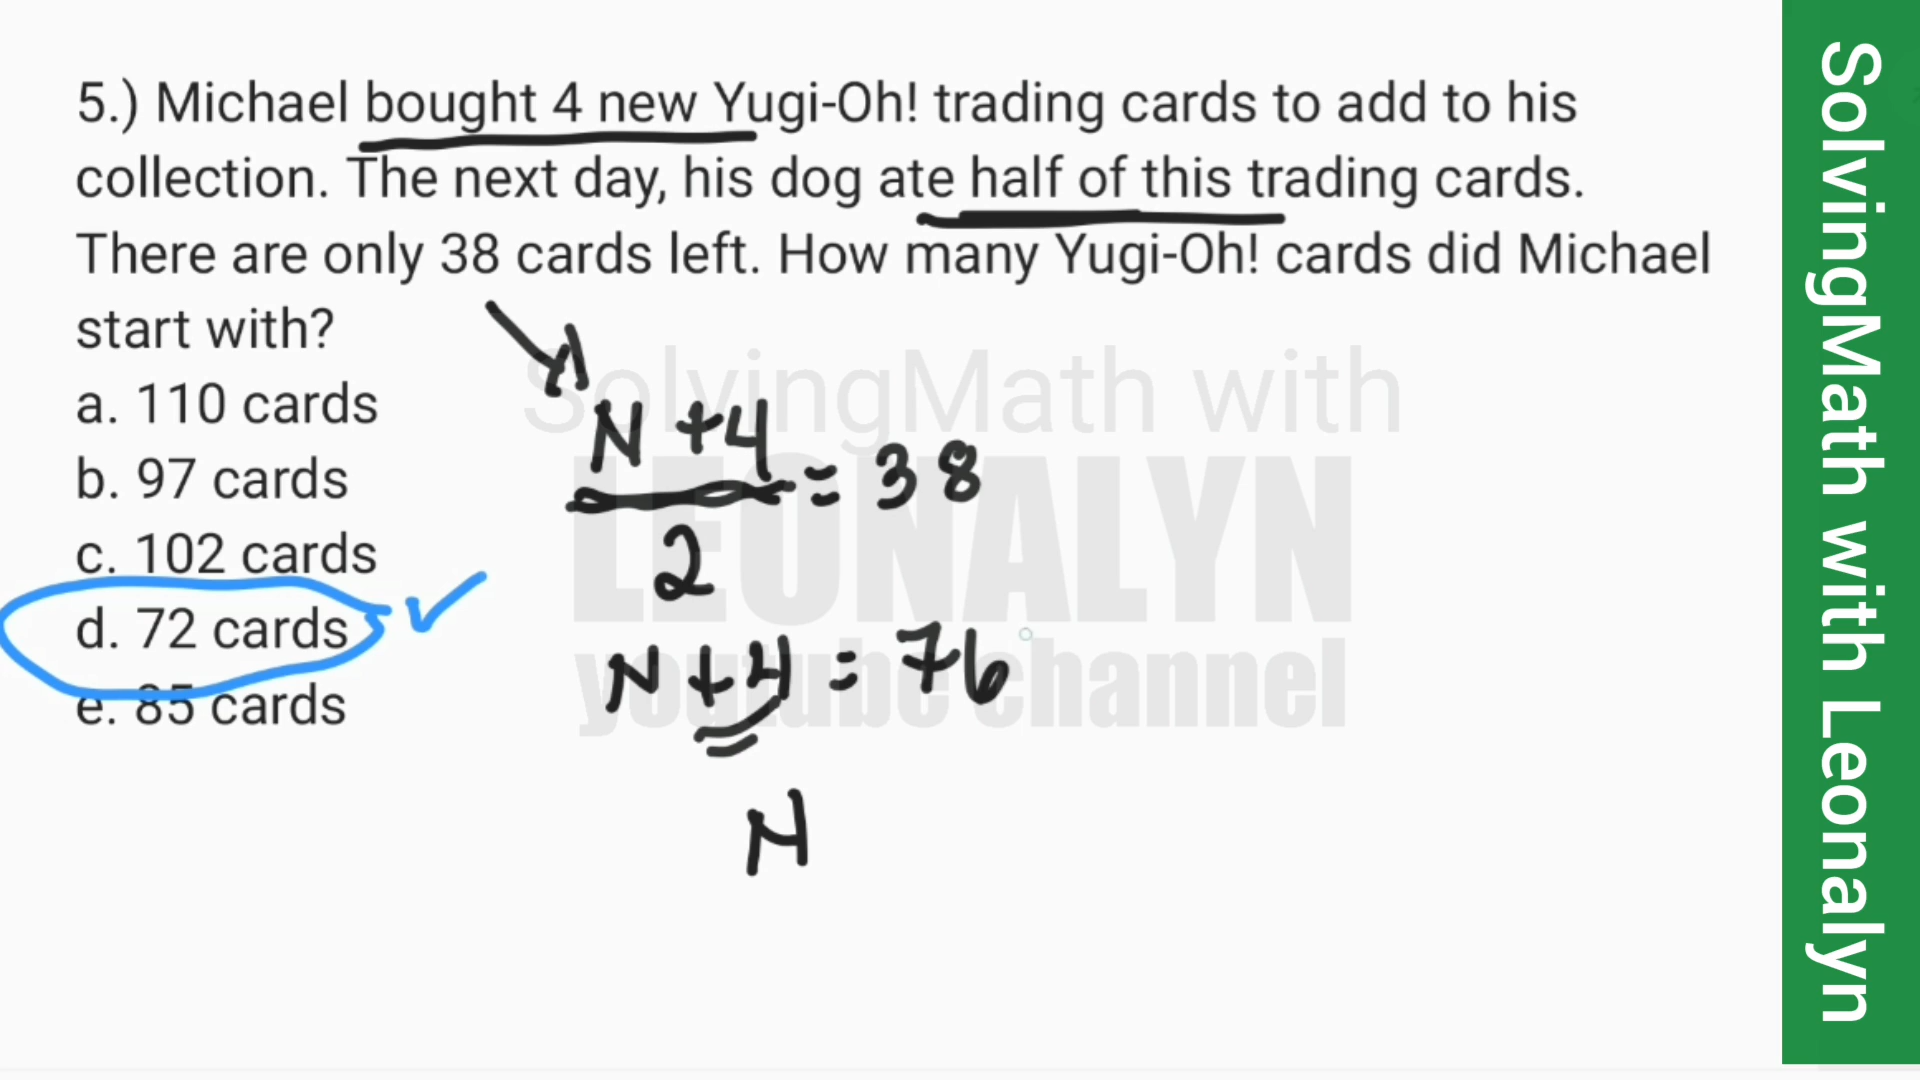 5.) Michael bought 4 new Yugi-Oh! trading cards to add to his
collection. The next day, his dog ate half of this trading cards.
There are only 38 cards left. How many Yugi-Oh! cards did Michael
start with?
a. 110 cards
b. 97 cards
c. 102 cards
d. 72 cards
e. 85 cards
N + 4
= 38
2
N + 4 = 76
N
SolvingMath with
LEONALYN
youtube channel
SolvingMath with Leonalyn